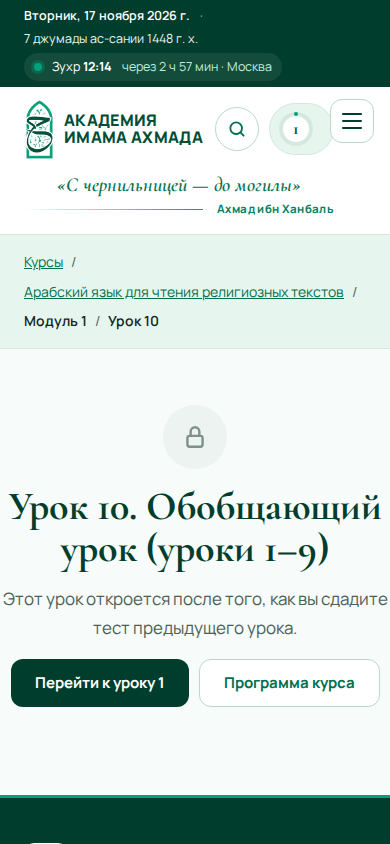 Вторник, 17 ноября 2026 г. ·
7 джумады ас-сании 1448 г. х.
Зухр 12:14 через 2 ч 57 мин · Москва
АКАДЕМИЯ
ИМАМА АХМАДА
1
«С чернильницей — до могилы»
Ахмад ибн Ханбаль
Курсы /
Арабский язык для чтения религиозных текстов /
Модуль 1 / Урок 10
Урок 10. Обобщающий
урок (уроки 1–9)
Этот урок откроется после того, как вы сдадите
тест предыдущего урока.
Перейти к уроку 1
Программа курса